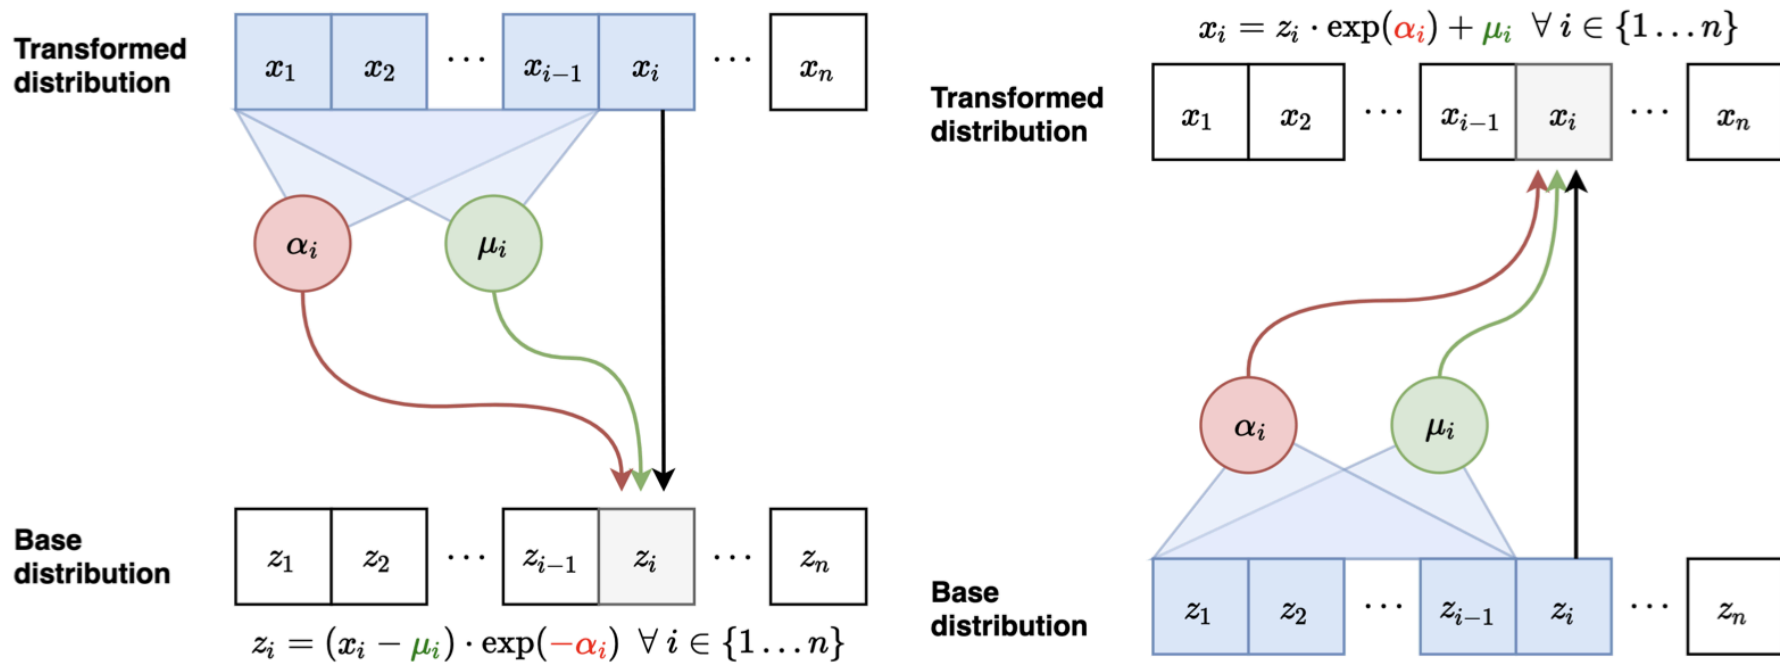 Transformed
distribution
x₁ x₂ ⋯ xᵢ₋₁ xᵢ ⋯ xₙ
αᵢ μᵢ
Base
distribution
z₁ z₂ ⋯ zᵢ₋₁ zᵢ ⋯ zₙ
zᵢ = (xᵢ − μᵢ) · exp(−αᵢ) ∀ i ∈ {1…n}
xᵢ = zᵢ · exp(αᵢ) + μᵢ ∀ i ∈ {1…n}
Transformed
distribution
x₁ x₂ ⋯ xᵢ₋₁ xᵢ ⋯ xₙ
αᵢ μᵢ
Base
distribution
z₁ z₂ ⋯ zᵢ₋₁ zᵢ ⋯ zₙ